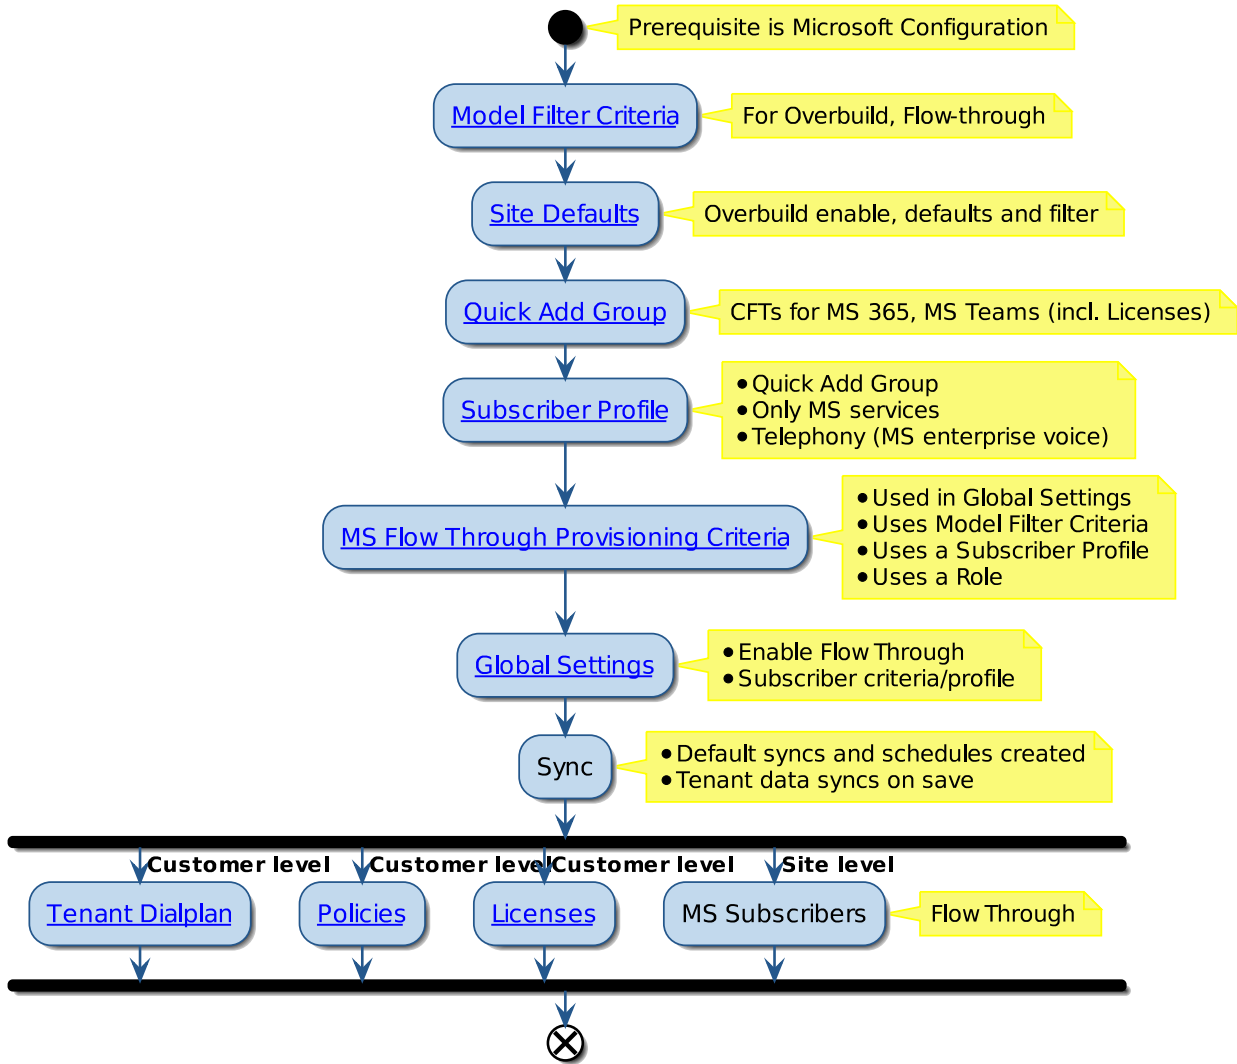 Prerequisite is Microsoft Configuration
Model Filter Criteria
For Overbuild, Flow-through
Site Defaults
Overbuild enable, defaults and filter
Quick Add Group
CFTs for MS 365, MS Teams (incl. Licenses)
Subscriber Profile
• Quick Add Group
• Only MS services
• Telephony (MS enterprise voice)
MS Flow Through Provisioning Criteria
• Used in Global Settings
• Uses Model Filter Criteria
• Uses a Subscriber Profile
• Uses a Role
Global Settings
• Enable Flow Through
• Subscriber criteria/profile
Sync
• Default syncs and schedules created
• Tenant data syncs on save
Customer level
Customer level
Customer level
Site level
Tenant Dialplan
Policies
Licenses
MS Subscribers
Flow Through